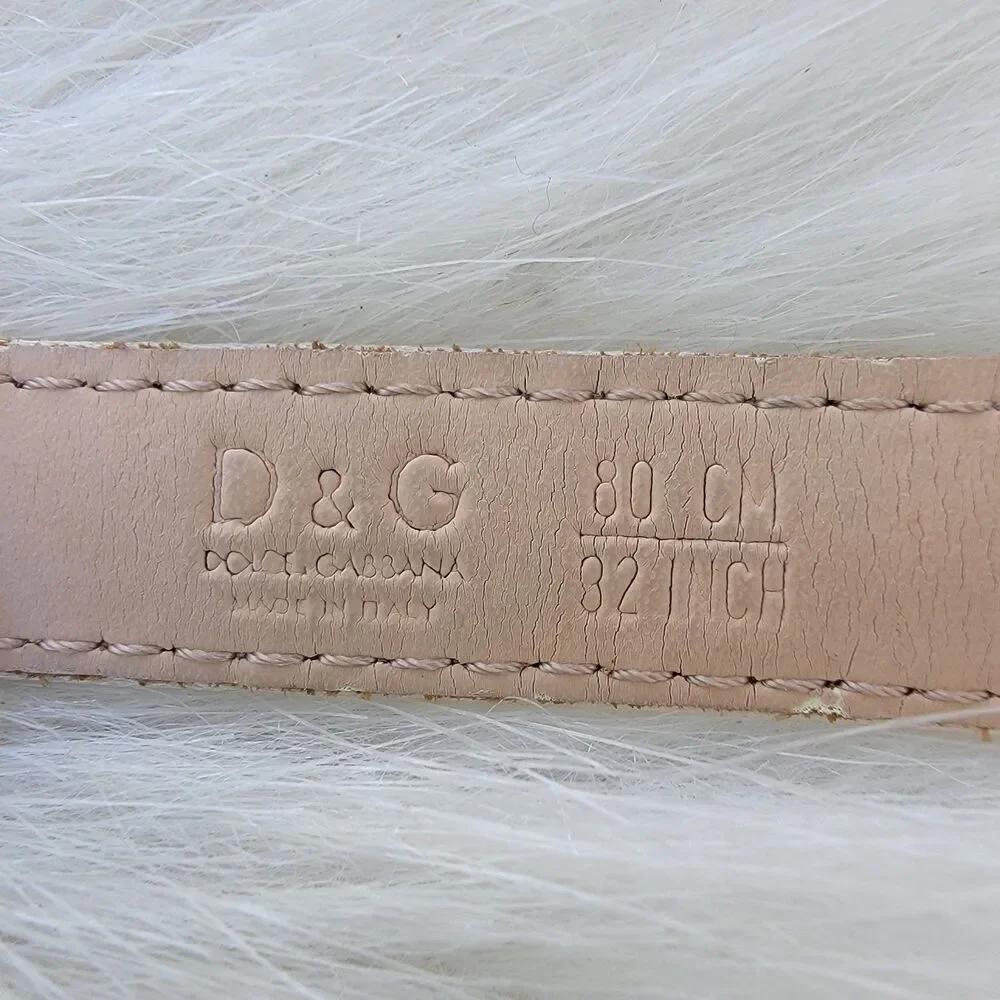 D & G
DOLCE & GABBANA
MADE IN ITALY
80 CM
32 INCH